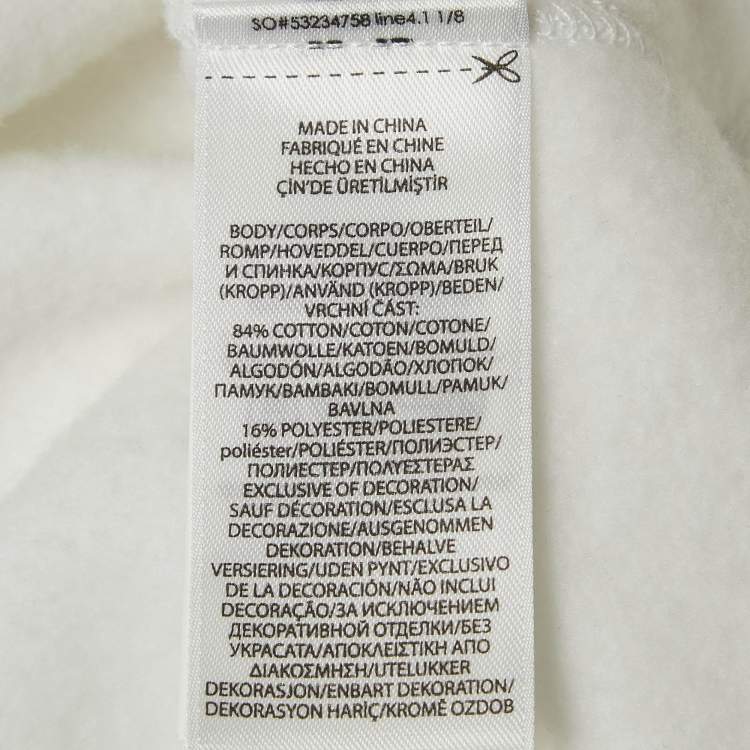 SO#53234758 line4.1 1/8
MADE IN CHINA
FABRIQUÉ EN CHINE
HECHO EN CHINA
ÇİN'DE ÜRETİLMİŞTİR
BODY/CORPS/CORPO/OBERTEIL/
ROMP/HOVEDDEL/CUERPO/ПЕРЕД
И СПИНКА/КОРПУС/ΣΩΜΑ/BRUK
(KROPP)/ANVÄND (KROPP)/BEDEN/
VRCHNÍ ČÁST:
84% COTTON/COTON/COTONE/
BAUMWOLLE/KATOEN/BOMULD/
ALGODÓN/ALGODÃO/ХЛОПОК/
ПАМУК/BAMBAKI/BOMULL/PAMUK/
BAVLNA
16% POLYESTER/POLIESTERE/
poliéster/POLIÉSTER/ПОЛИЭСТЕР/
ПОЛИЕСТЕР/ΠΟΛΥΕΣΤΕΡΑΣ
EXCLUSIVE OF DECORATION/
SAUF DÉCORATION/ESCLUSA LA
DECORAZIONE/AUSGENOMMEN
DEKORATION/BEHALVE
VERSIERING/UDEN PYNT/EXCLUSIVO
DE LA DECORACIÓN/NÃO INCLUI
DECORAÇÃO/ЗА ИСКЛЮЧЕНИЕМ
ДЕКОРАТИВНОЙ ОТДЕЛКИ/БЕЗ
УКРАСАТА/ΑΠΟΚΛΕΙΣΤΙΚΗ ΑΠΟ
ΔΙΑΚΟΣΜΗΣΗ/UTELUKKER
DEKORASJON/ENBART DEKORATION/
DEKORASYON HARİÇ/KROMĚ OZDOB